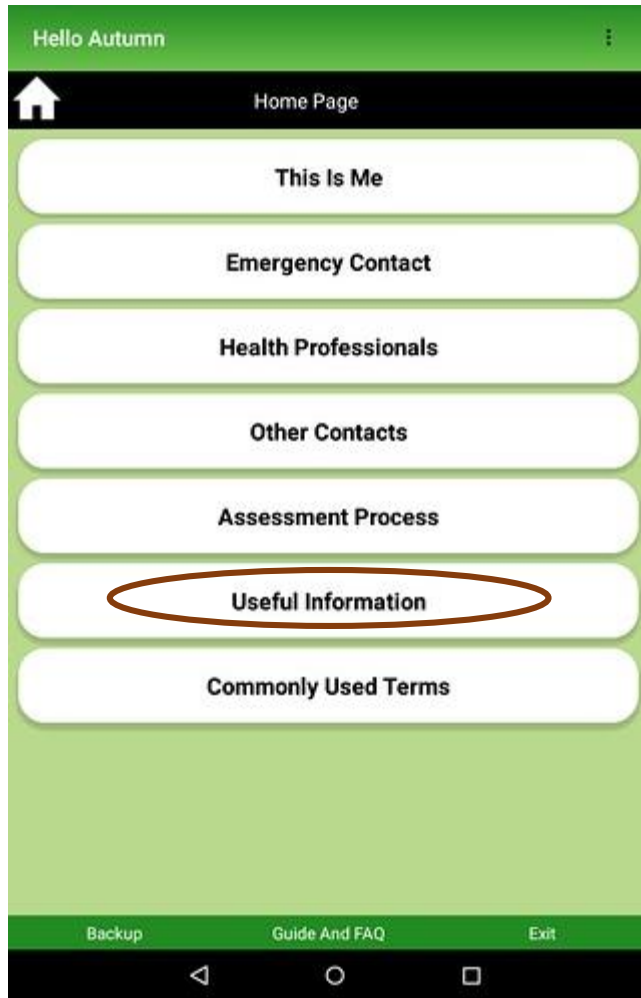 Hello Autumn
Home Page
This Is Me
Emergency Contact
Health Professionals
Other Contacts
Assessment Process
Useful Information
Commonly Used Terms
Backup Guide And FAQ Exit